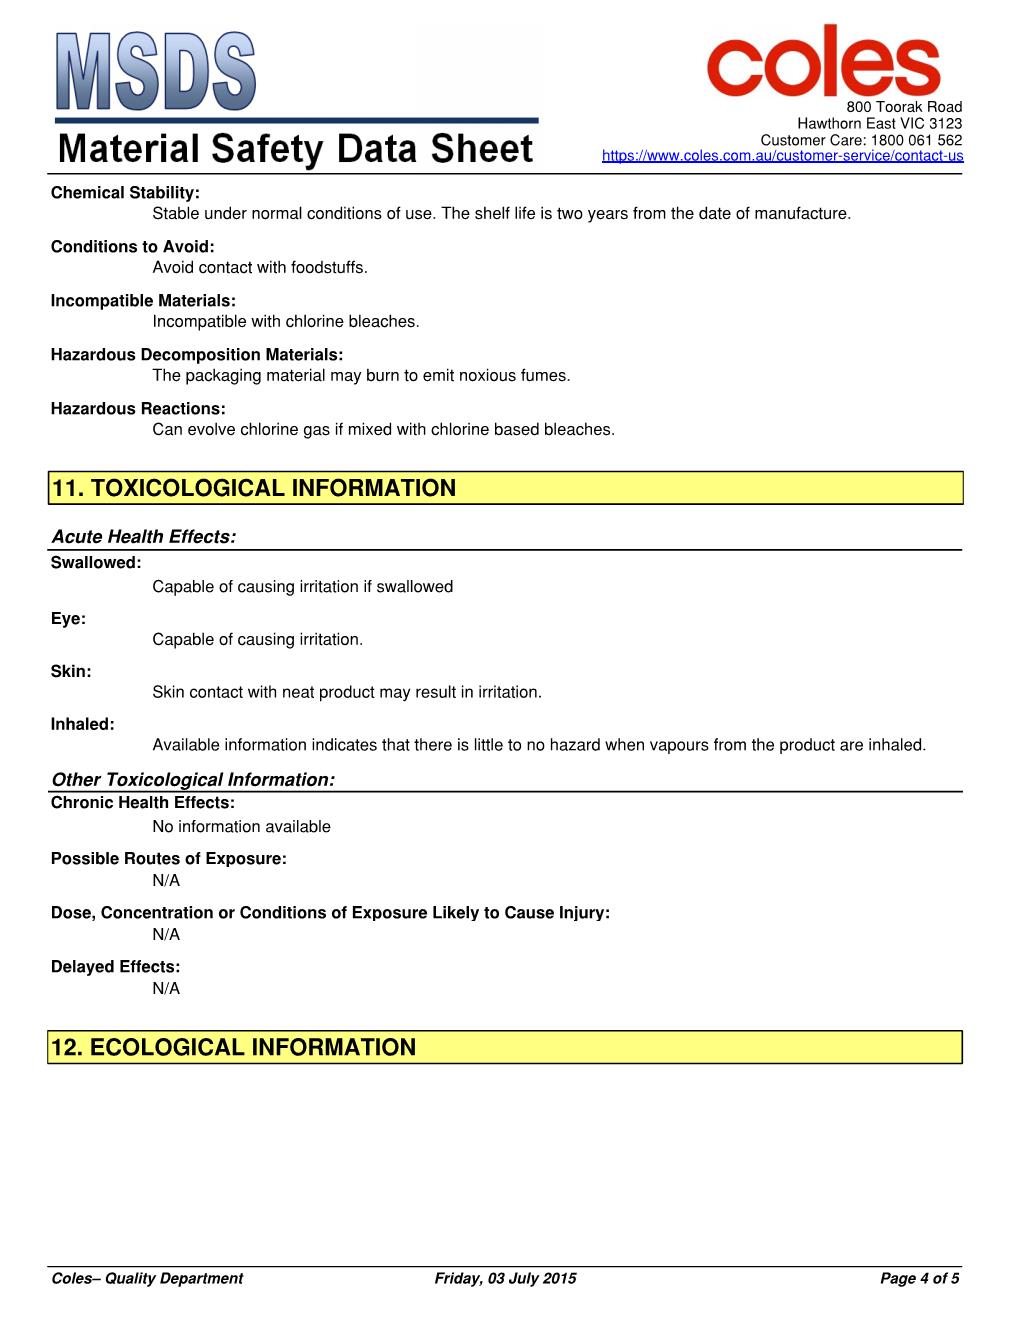 MSDS
Material Safety Data Sheet
coles
800 Toorak Road
Hawthorn East VIC 3123
Customer Care: 1800 061 562
https://www.coles.com.au/customer-service/contact-us
Chemical Stability:
Stable under normal conditions of use. The shelf life is two years from the date of manufacture.
Conditions to Avoid:
Avoid contact with foodstuffs.
Incompatible Materials:
Incompatible with chlorine bleaches.
Hazardous Decomposition Materials:
The packaging material may burn to emit noxious fumes.
Hazardous Reactions:
Can evolve chlorine gas if mixed with chlorine based bleaches.
11. TOXICOLOGICAL INFORMATION
Acute Health Effects:
Swallowed:
Capable of causing irritation if swallowed
Eye:
Capable of causing irritation.
Skin:
Skin contact with neat product may result in irritation.
Inhaled:
Available information indicates that there is little to no hazard when vapours from the product are inhaled.
Other Toxicological Information:
Chronic Health Effects:
No information available
Possible Routes of Exposure:
N/A
Dose, Concentration or Conditions of Exposure Likely to Cause Injury:
N/A
Delayed Effects:
N/A
12. ECOLOGICAL INFORMATION
Coles– Quality Department Friday, 03 July 2015 Page 4 of 5